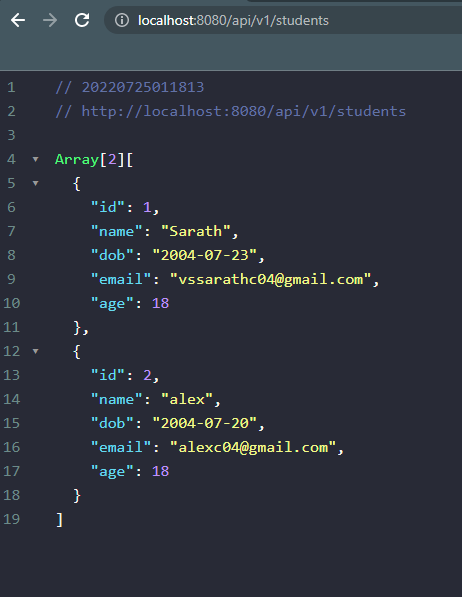 localhost:8080/api/v1/students
1 // 20220725011813
2 // http://localhost:8080/api/v1/students
3
4 Array[2][
5 {
6 "id": 1,
7 "name": "Sarath",
8 "dob": "2004-07-23",
9 "email": "vssarathc04@gmail.com",
10 "age": 18
11 },
12 {
13 "id": 2,
14 "name": "alex",
15 "dob": "2004-07-20",
16 "email": "alexc04@gmail.com",
17 "age": 18
18 }
19 ]